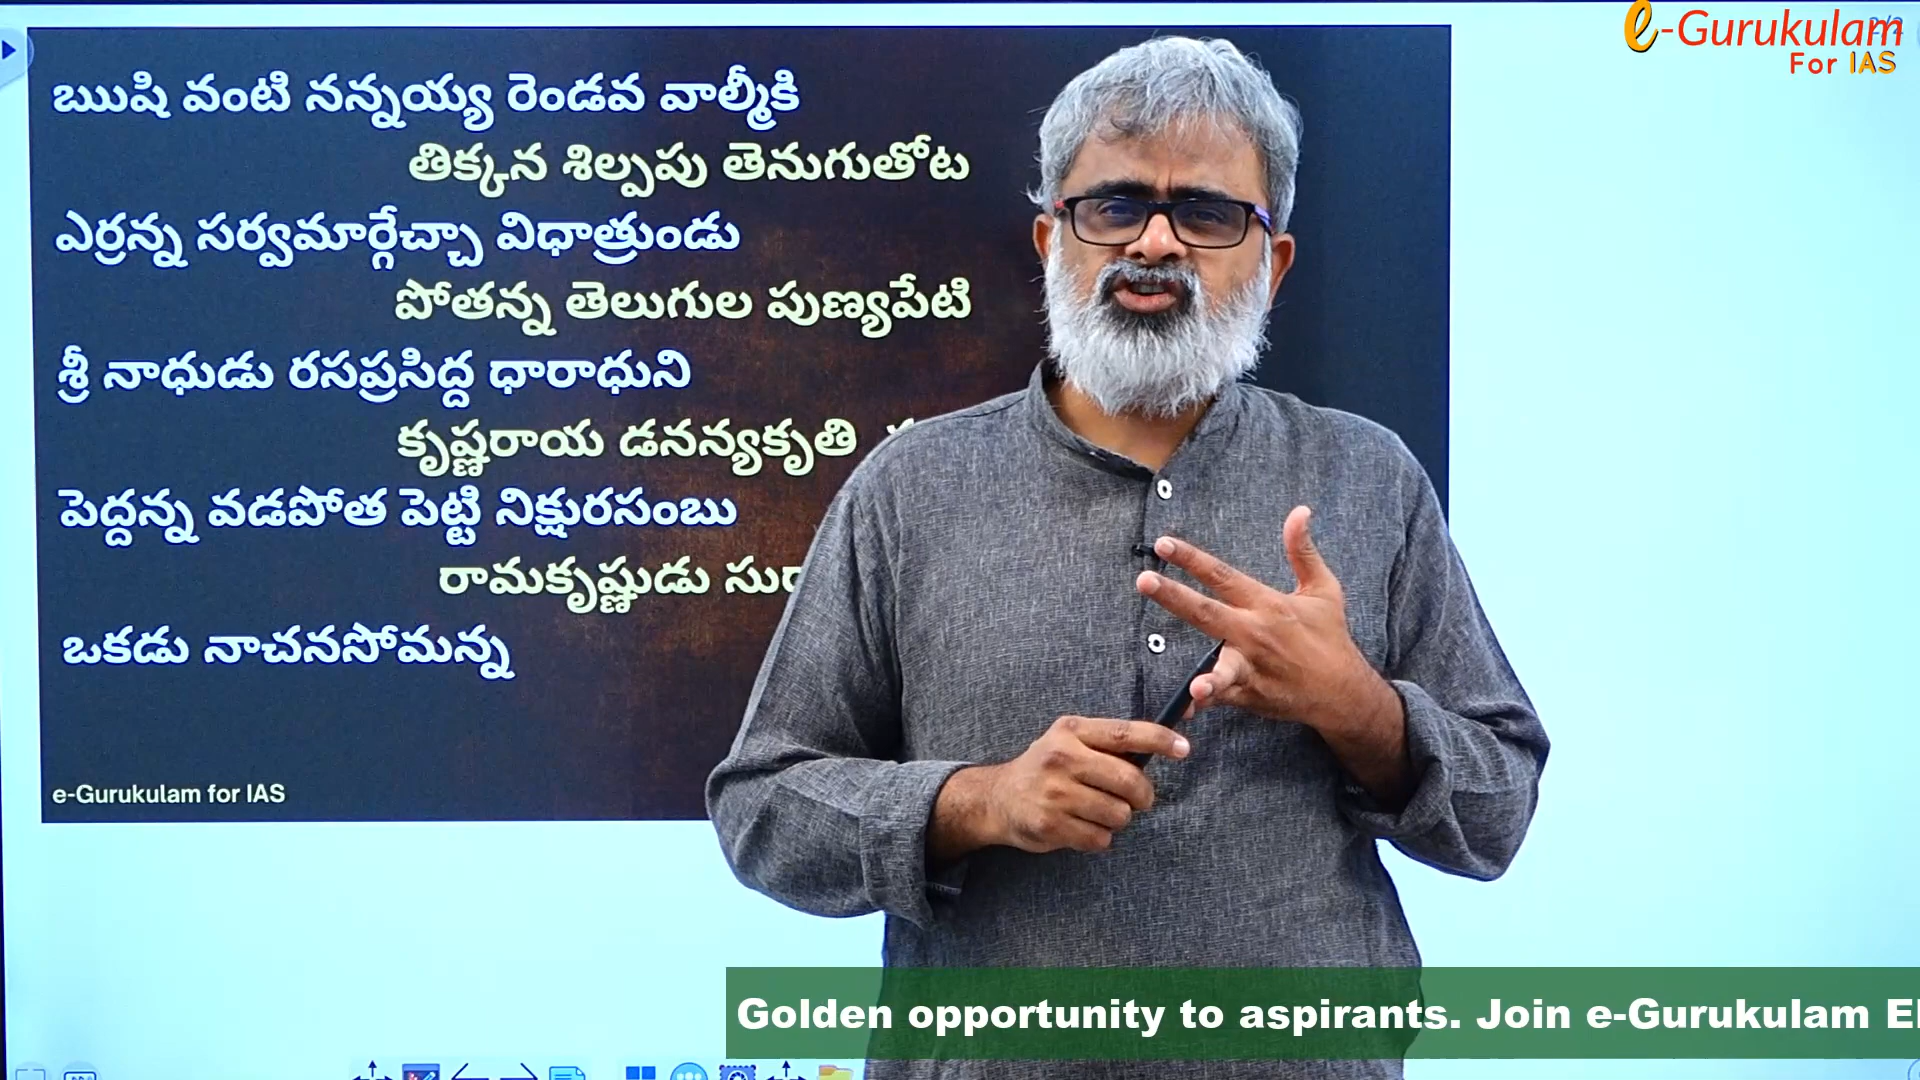 e-Gurukulam
For IAS
ఋషి వంటి నన్నయ్య రెండవ వాల్మీకి
తిక్కన శిల్పపు తెనుగుతోట
ఎర్రన్న సర్వమార్గేచ్చా విధాత్రుండు
పోతన్న తెలుగుల పుణ్యపేటి
శ్రీ నాధుడు రసప్రసిద్ద ధారాధుని
కృష్ణరాయ డనన్యకృతి
పెద్దన్న వడపోత పెట్టి నిక్షురసంబు
రామకృష్ణుడు
ఒకడు నాచనసోమన్న
e-Gurukulam for IAS
Golden opportunity to aspirants. Join e-Gurukulam